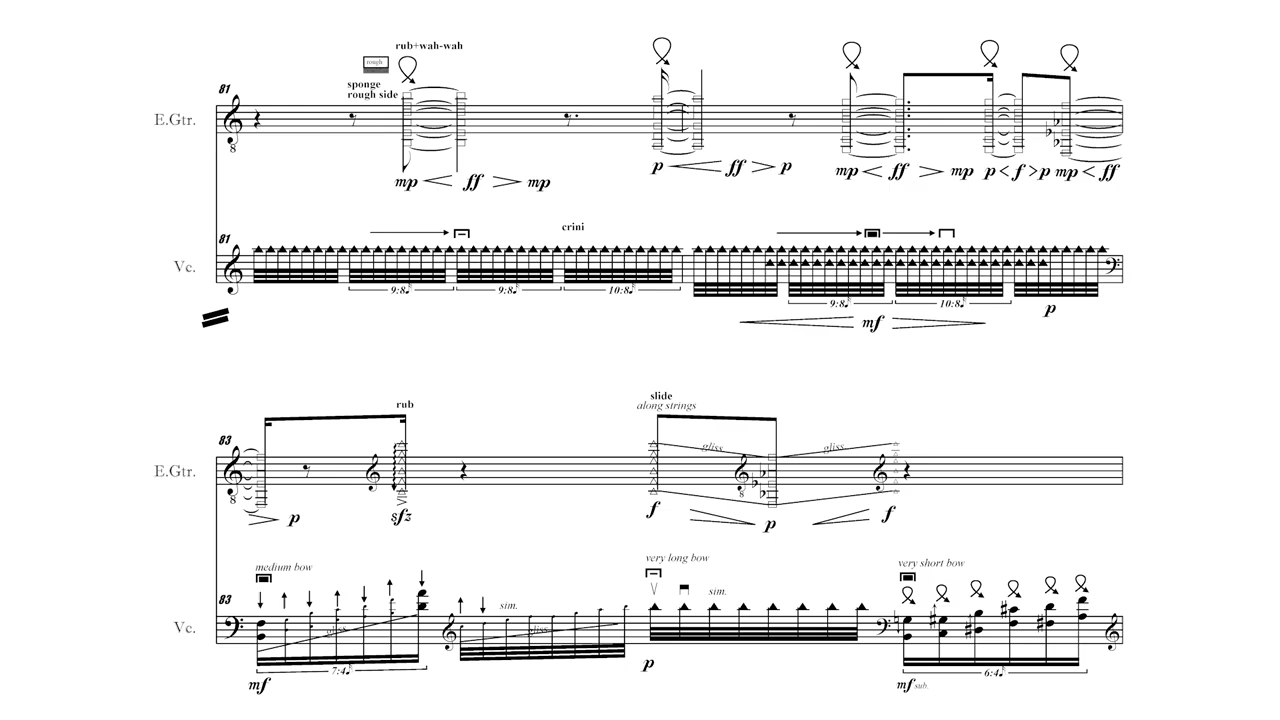 rub+wah-wah
rough
sponge
rough side
81
E.Gtr.
8
mp ff mp
p ff p
mp ff mp p f p mp ff
81
crini
Vc.
9:8 9:8 10:8 9:8 10:8
mf
p
83
rub
slide
along strings
gliss.
gliss.
E.Gtr.
8
8
p
sfz
f
p
f
medium bow
very long bow
very short bow
83
sim.
sim.
Vc.
gliss.
gliss.
7:4
6:4
mf
p
mf sub.